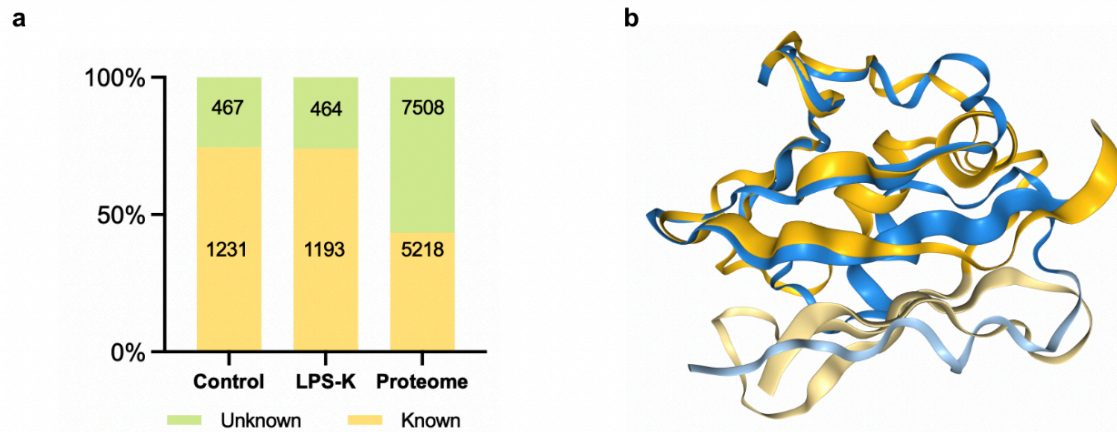 a
b
100%
467
464
7508
50%
1231
1193
5218
0%
Control LPS-K Proteome
Unknown Known